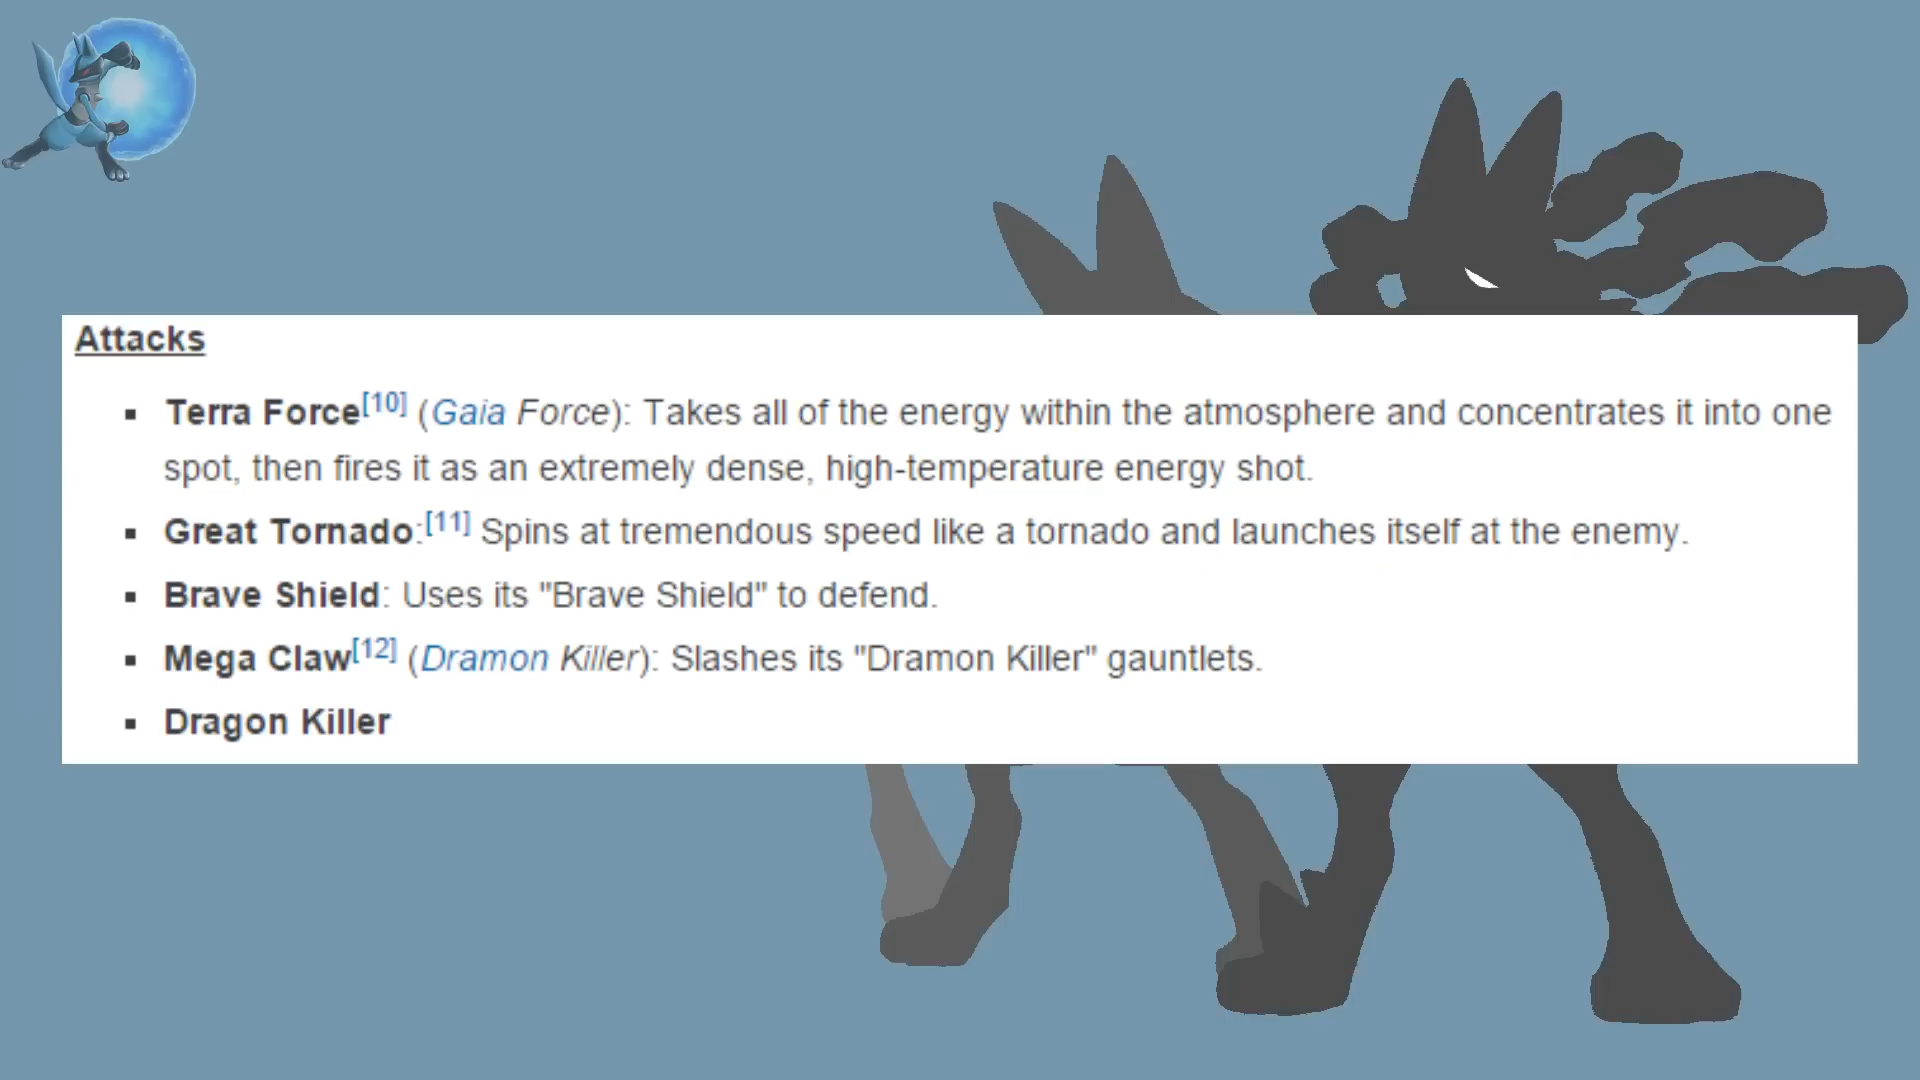 Attacks
▪ Terra Force[10] (Gaia Force): Takes all of the energy within the atmosphere and concentrates it into one
spot, then fires it as an extremely dense, high-temperature energy shot.
▪ Great Tornado:[11] Spins at tremendous speed like a tornado and launches itself at the enemy.
▪ Brave Shield: Uses its "Brave Shield" to defend.
▪ Mega Claw[12] (Dramon Killer): Slashes its "Dramon Killer" gauntlets.
▪ Dragon Killer